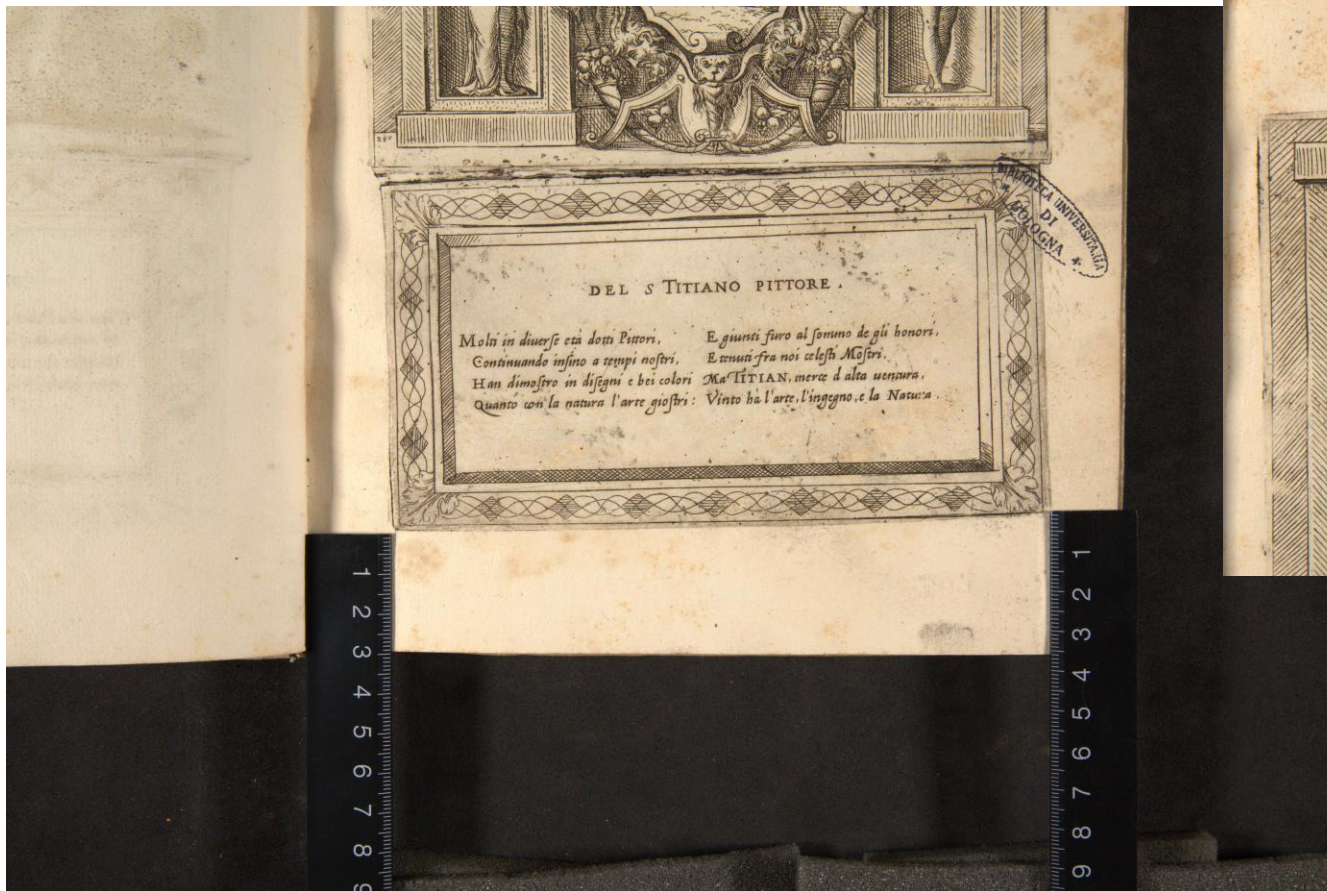 DEL S TITIANO PITTORE.
Molti in diverse età dotti Pittori,
Continuando insino a tempi nostri,
Han dimostro in disegni e bei colori
Quanto con la natura l'arte giostri:
E giunti furo al sommo de gli honori,
E tenuti fra noi celesti Mostri,
Ma TITIAN, merce d'alta uentura,
Vinto hà l'arte, l'ingegno, e la Natura.
BIBLIOTECA UNIVERSITARIA
DI
BOLOGNA *
1
2
3
4
5
6
7
8
9
1
2
3
4
5
6
7
8
9